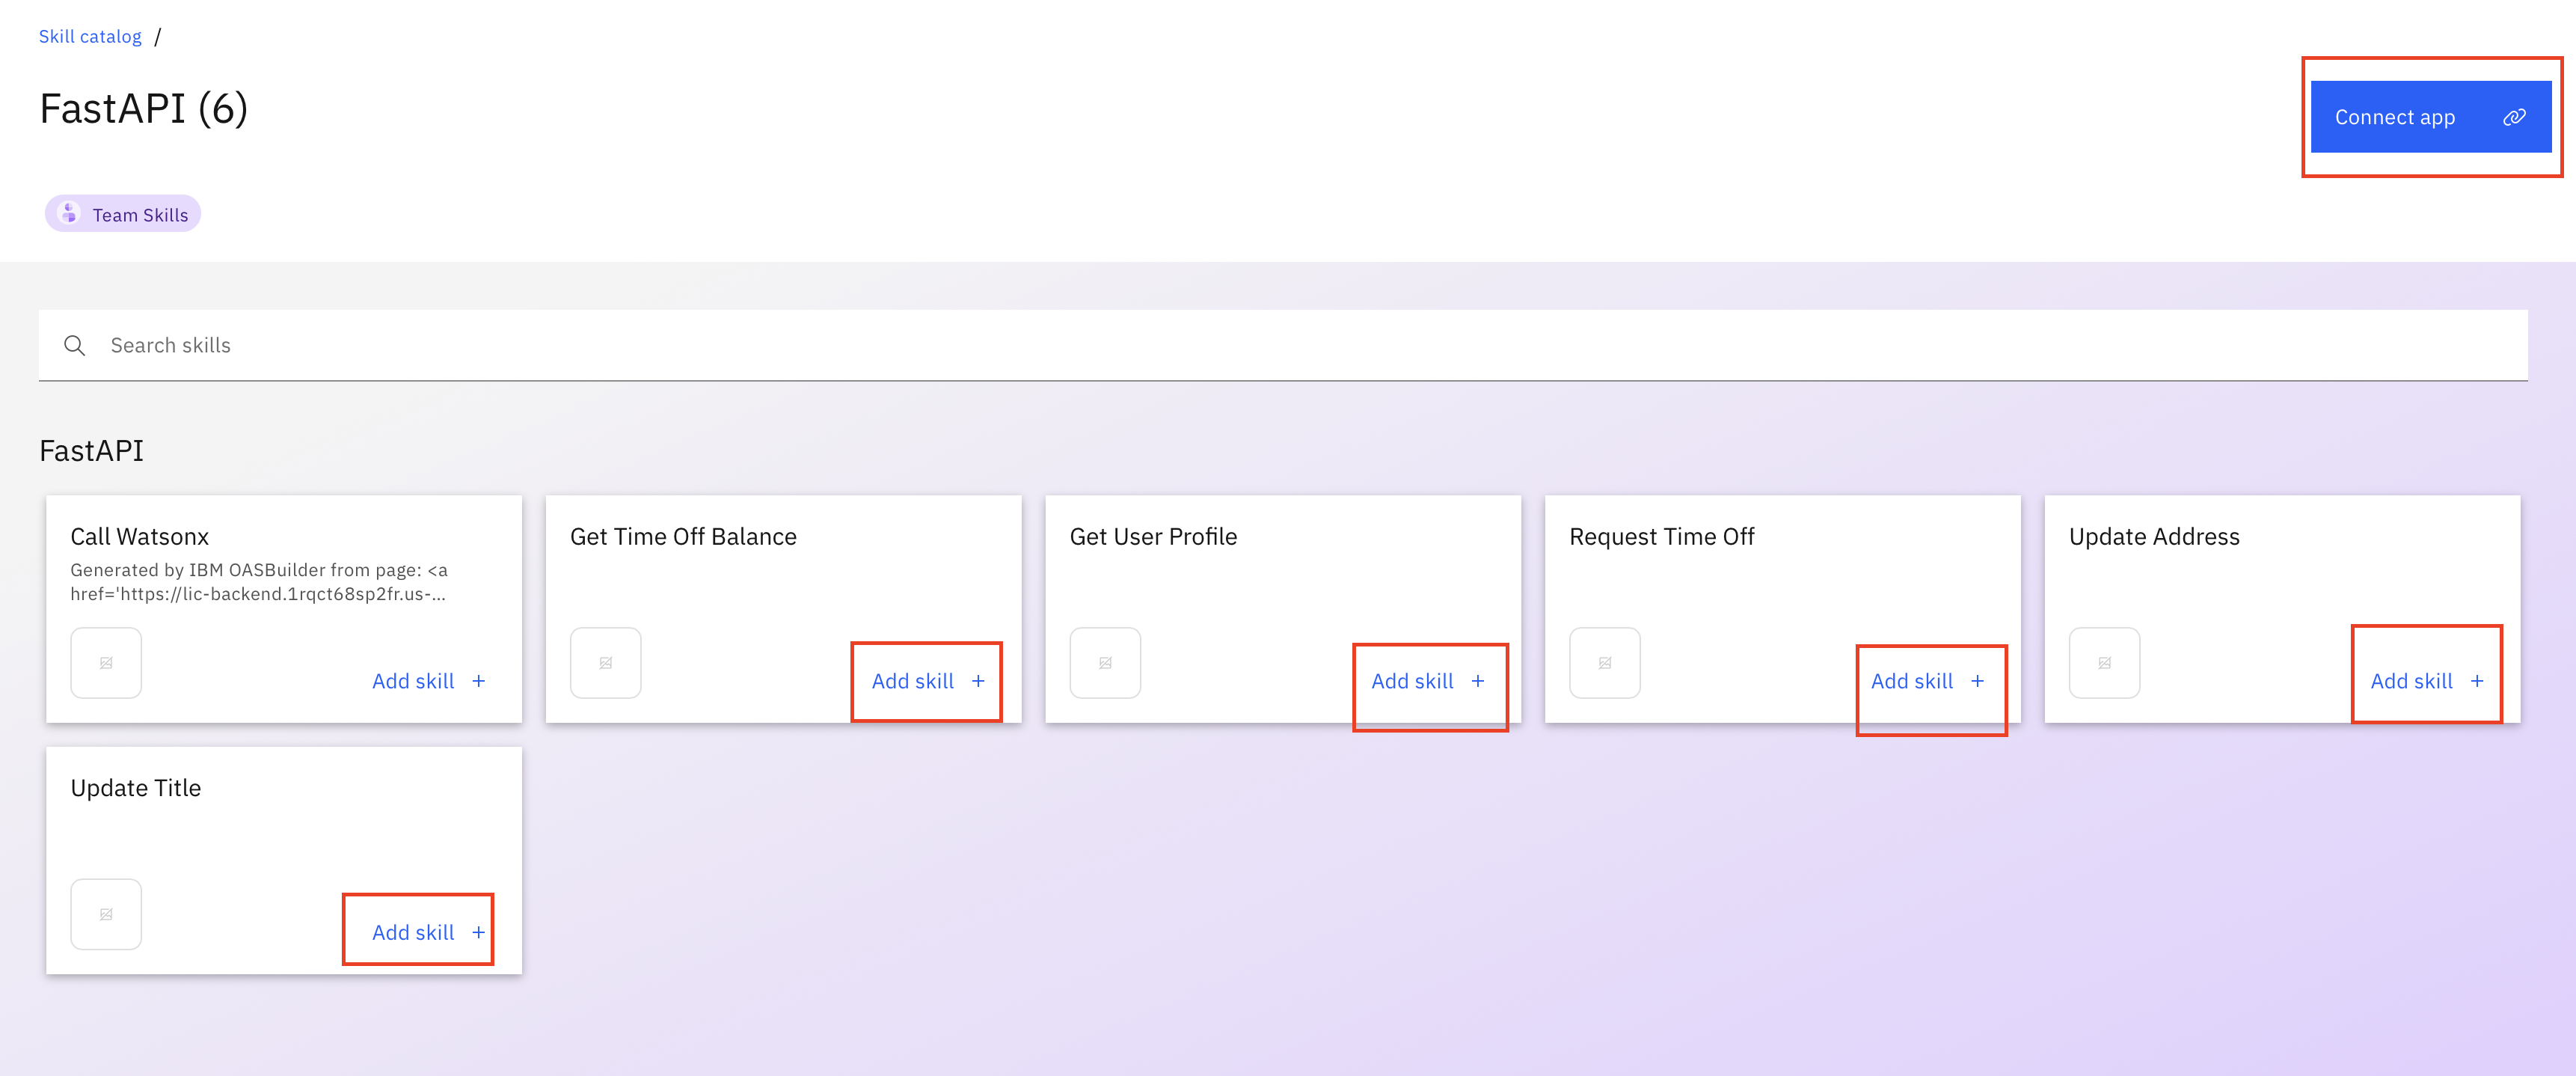 Skill catalog /
FastAPI (6)
Connect app
Team Skills
Search skills
FastAPI
Call Watsonx
Generated by IBM OASBuilder from page: <a
href='https://lic-backend.1rqct68sp2fr.us-...
Add skill +
Get Time Off Balance
Add skill +
Get User Profile
Add skill +
Request Time Off
Add skill +
Update Address
Add skill +
Update Title
Add skill +